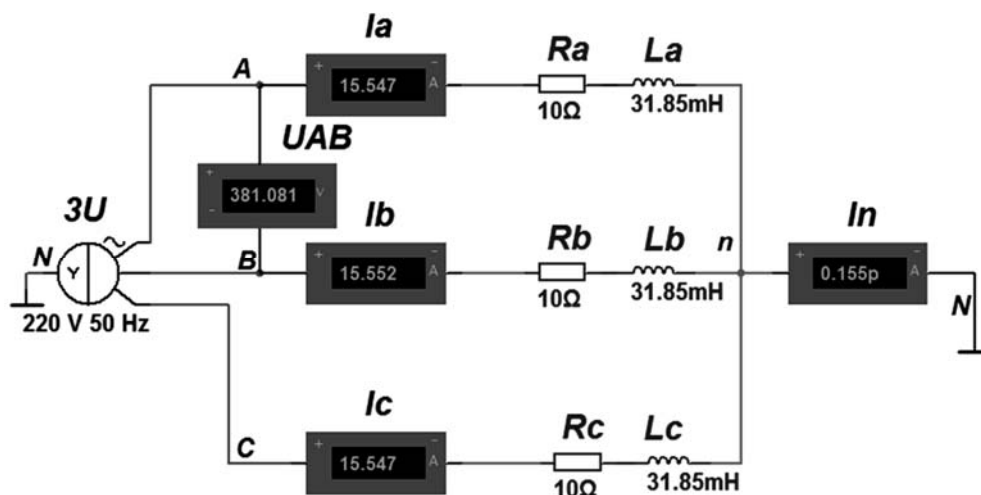 Ia
Ra
La
A
+
15.547
-
A
10Ω
31.85mH
UAB
+
381.081
V
-
3U
Ib
Rb
Lb
n
In
N
Y
B
+
15.552
-
A
+
0.155p
-
A
10Ω
31.85mH
N
220 V 50 Hz
Ic
Rc
Lc
C
+
15.547
-
A
10Ω
31.85mH